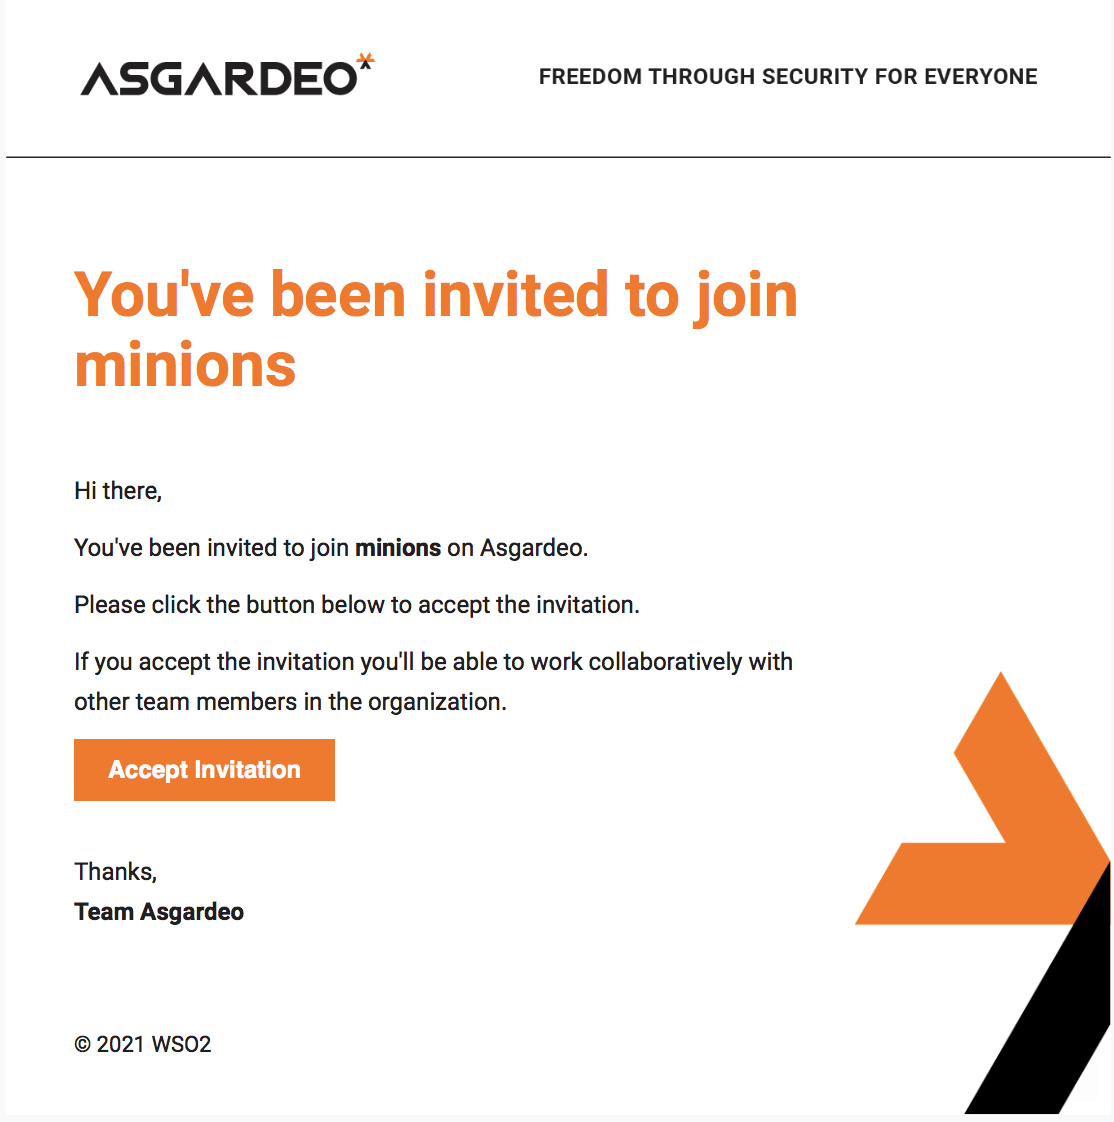 ASGARDEO
FREEDOM THROUGH SECURITY FOR EVERYONE
You've been invited to join
minions
Hi there,
You've been invited to join minions on Asgardeo.
Please click the button below to accept the invitation.
If you accept the invitation you'll be able to work collaboratively with
other team members in the organization.
Accept Invitation
Thanks,
Team Asgardeo
© 2021 WSO2